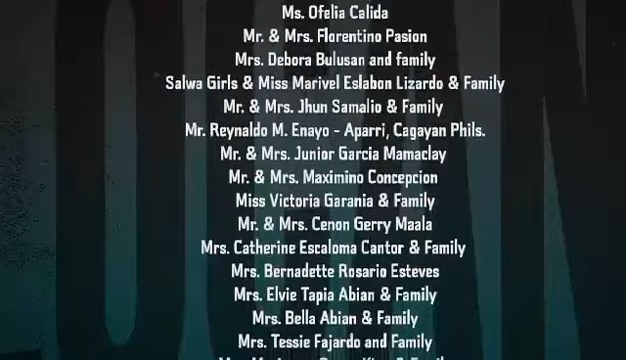 Ms. Ofelia Calida
Mr. & Mrs. Florentino Pasion
Mrs. Debora Bulusan and family
Salwa Girls & Miss Marivel Eslabon Lizardo & Family
Mr. & Mrs. Jhun Samalio & Family
Mr. Reynaldo M. Enayo - Aparri, Cagayan Phils.
Mr. & Mrs. Junior Garcia Mamaclay
Mr. & Mrs. Maximino Concepcion
Miss Victoria Garania & Family
Mr. & Mrs. Cenon Gerry Maala
Mrs. Catherine Escaloma Cantor & Family
Mrs. Bernadette Rosario Esteves
Mrs. Elvie Tapia Abian & Family
Mrs. Bella Abian & Family
Mrs. Tessie Fajardo and Family